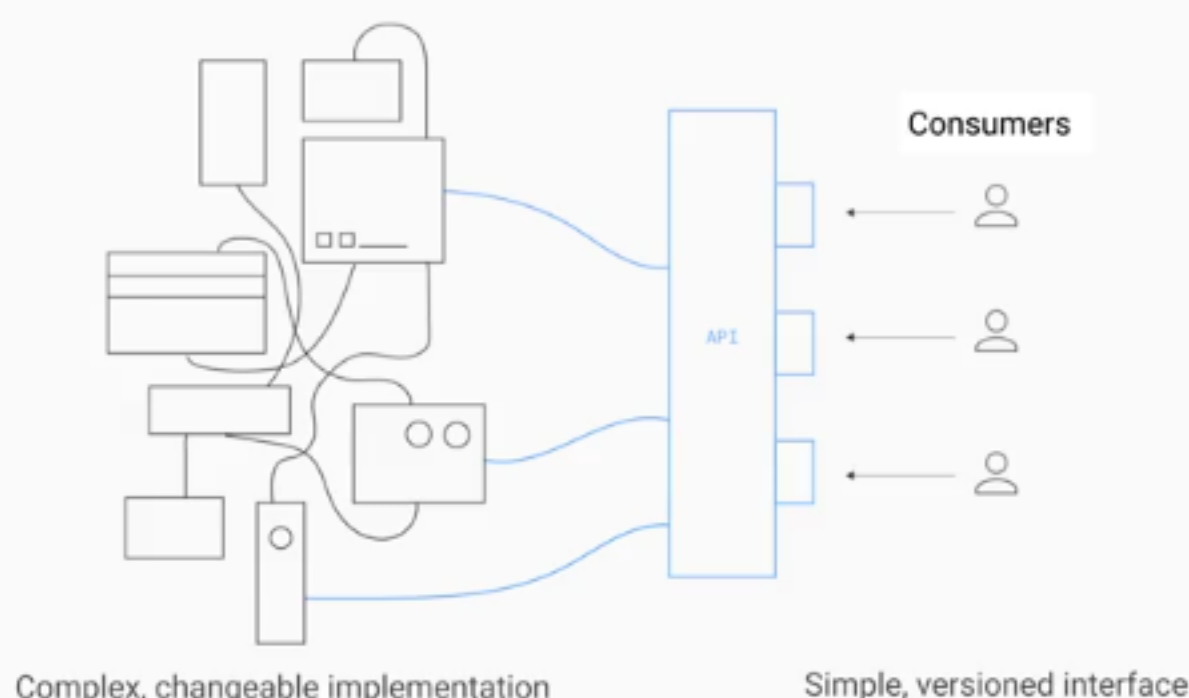 Consumers
API
Complex, changeable implementation
Simple, versioned interface